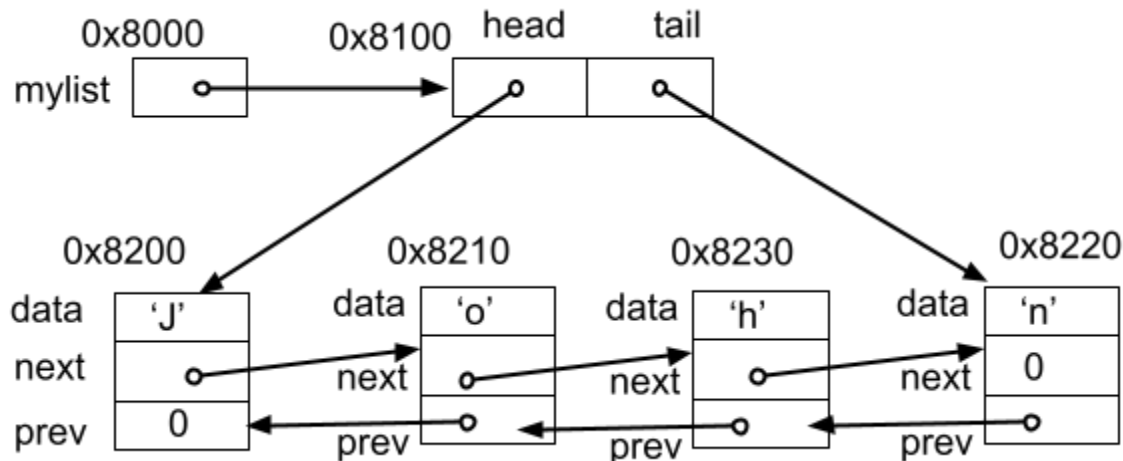 0x8000 0x8100 head tail
mylist
0x8200 0x8210 0x8230 0x8220
data ‘J’ data ‘o’ data ‘h’ data ‘n’
next next next next 0
prev 0 prev prev prev